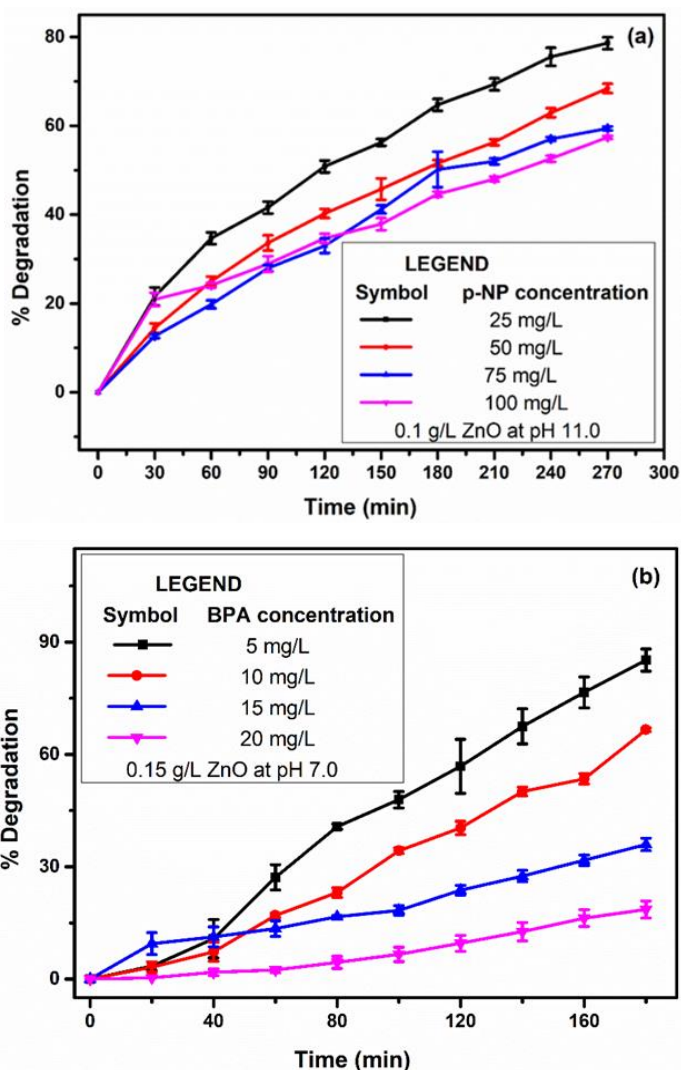 (a)
80
60
40
20
0
% Degradation
LEGEND
Symbol p-NP concentration
25 mg/L
50 mg/L
75 mg/L
100 mg/L
0.1 g/L ZnO at pH 11.0
0 30 60 90 120 150 180 210 240 270 300
Time (min)
(b)
LEGEND
Symbol BPA concentration
5 mg/L
10 mg/L
15 mg/L
20 mg/L
0.15 g/L ZnO at pH 7.0
90
60
30
0
% Degradation
0 40 80 120 160
Time (min)